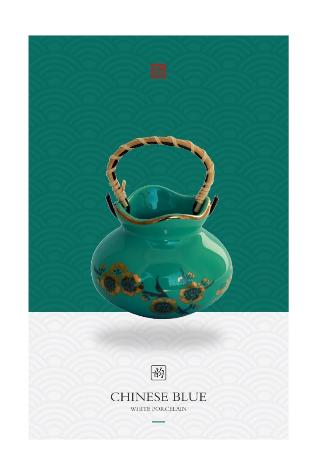 韵
CHINESE BLUE
WHITE PORCELAIN